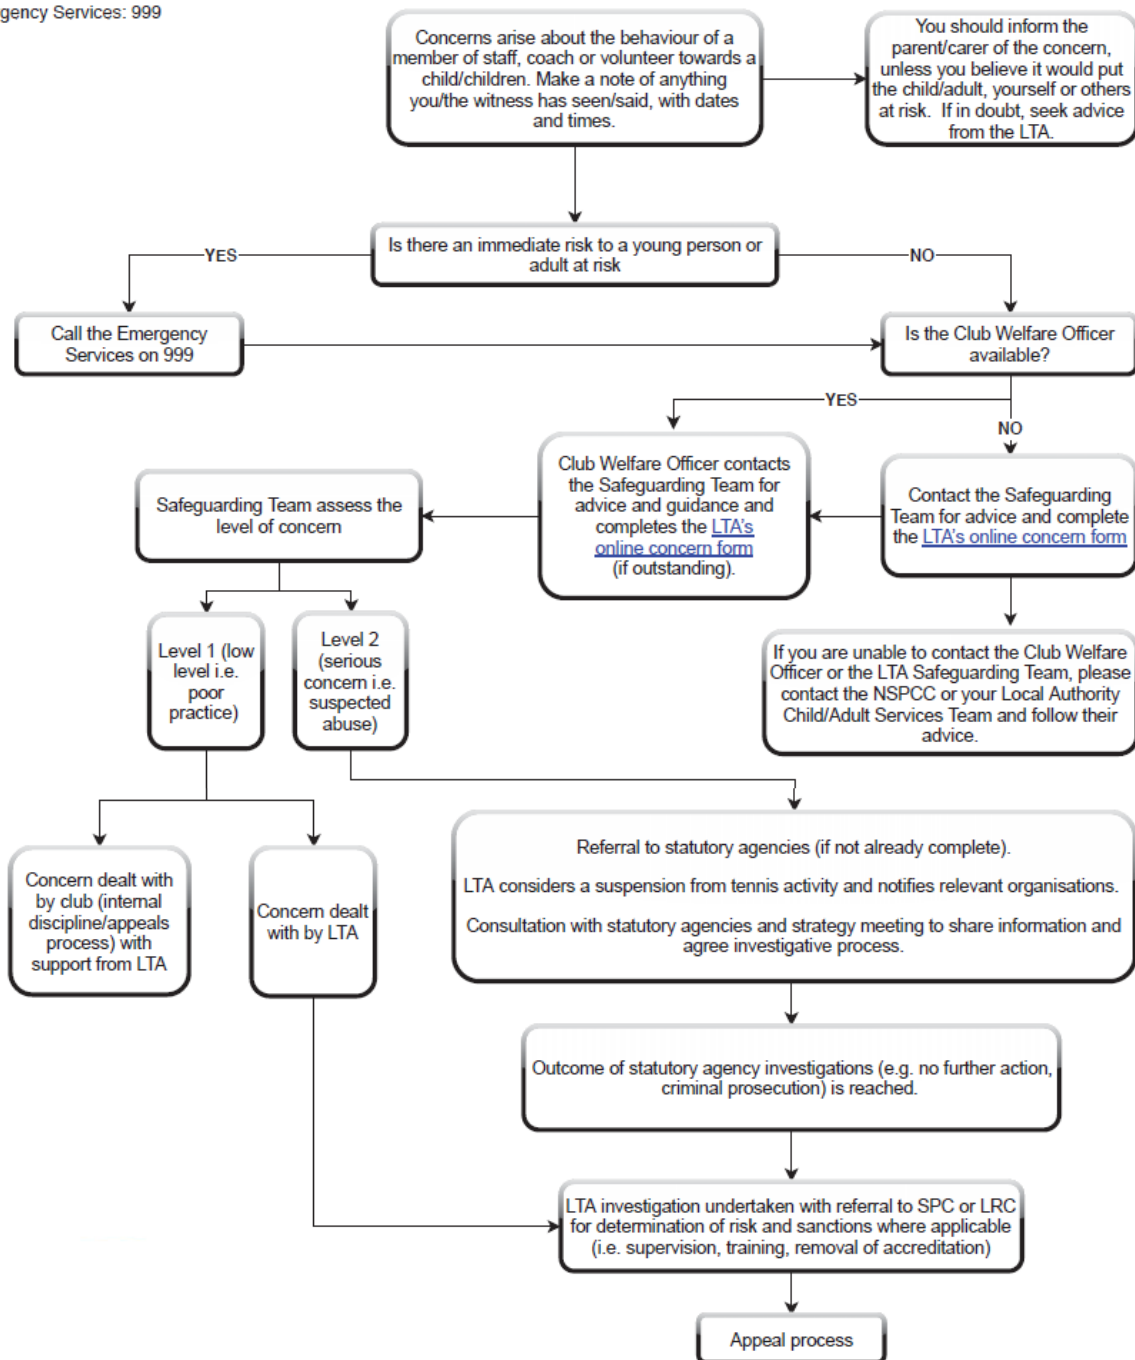 gency Services: 999
Concerns arise about the behaviour of a
member of staff, coach or volunteer towards a
child/children. Make a note of anything
you/the witness has seen/said, with dates
and times.
You should inform the
parent/carer of the concern,
unless you believe it would put
the child/adult, yourself or others
at risk.  If in doubt, seek advice
from the LTA.
Is there an immediate risk to a young person or
adult at risk
YES
NO
Call the Emergency
Services on 999
Is the Club Welfare Officer
available?
YES
NO
Club Welfare Officer contacts
the Safeguarding Team for
advice and guidance and
completes the LTA's
online concern form
(if outstanding).
Contact the Safeguarding
Team for advice and complete
the LTA's online concern form
Safeguarding Team assess the
level of concern
Level 1 (low
level i.e.
poor
practice)
Level 2
(serious
concern i.e.
suspected
abuse)
If you are unable to contact the Club Welfare
Officer or the LTA Safeguarding Team, please
contact the NSPCC or your Local Authority
Child/Adult Services Team and follow their
advice.
Concern dealt with
by club (internal
discipline/appeals
process) with
support from LTA
Concern dealt
with by LTA
Referral to statutory agencies (if not already complete).
LTA considers a suspension from tennis activity and notifies relevant organisations.
Consultation with statutory agencies and strategy meeting to share information and
agree investigative process.
Outcome of statutory agency investigations (e.g. no further action,
criminal prosecution) is reached.
LTA investigation undertaken with referral to SPC or LRC
for determination of risk and sanctions where applicable
(i.e. supervision, training, removal of accreditation)
Appeal process